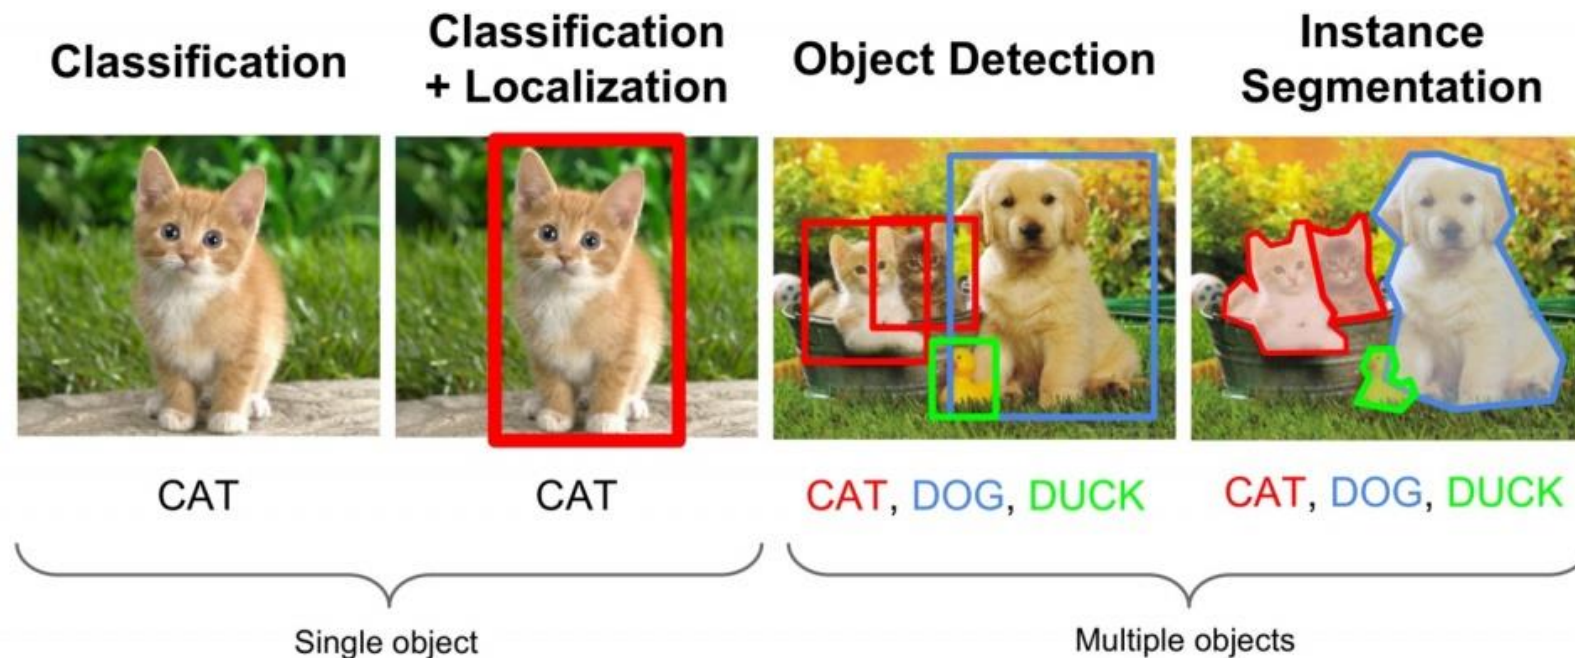 Classification
Classification
+ Localization
Object Detection
Instance
Segmentation
CAT
CAT
CAT, DOG, DUCK
CAT, DOG, DUCK
Single object
Multiple objects